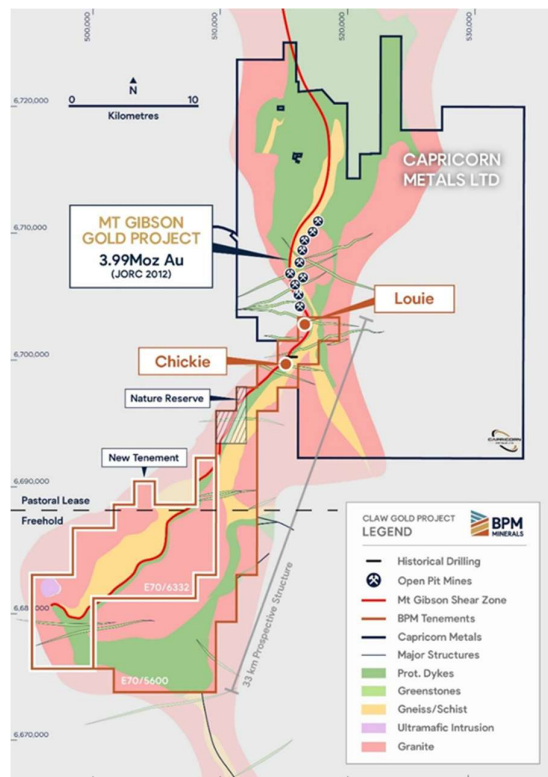 500,000
510,000
520,000
530,000
6,720,000
N
0 10
Kilometres
CAPRICORN
METALS LTD
6,710,000
MT GIBSON
GOLD PROJECT
3.99Moz Au
(JORC 2012)
Louie
6,700,000
Chickie
Nature Reserve
CAPRICORN
New Tenement
6,690,000
Pastoral Lease
Freehold
E70/6332
33 km Prospective Structure
E70/5600
6,670,000
CLAW GOLD PROJECT
LEGEND
BPM
MINERALS
Historical Drilling
Open Pit Mines
Mt Gibson Shear Zone
BPM Tenements
Capricorn Metals
Major Structures
Prot. Dykes
Greenstones
Gneiss/Schist
Ultramafic Intrusion
Granite